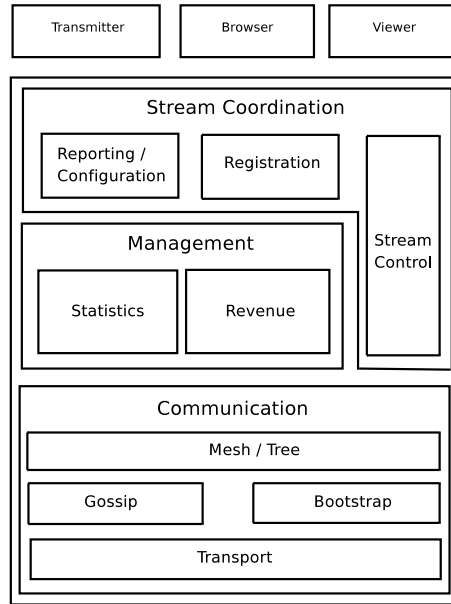 Transmitter
Browser
Viewer
Stream Coordination
Reporting /
Configuration
Registration
Stream
Control
Management
Statistics
Revenue
Communication
Mesh / Tree
Gossip
Bootstrap
Transport